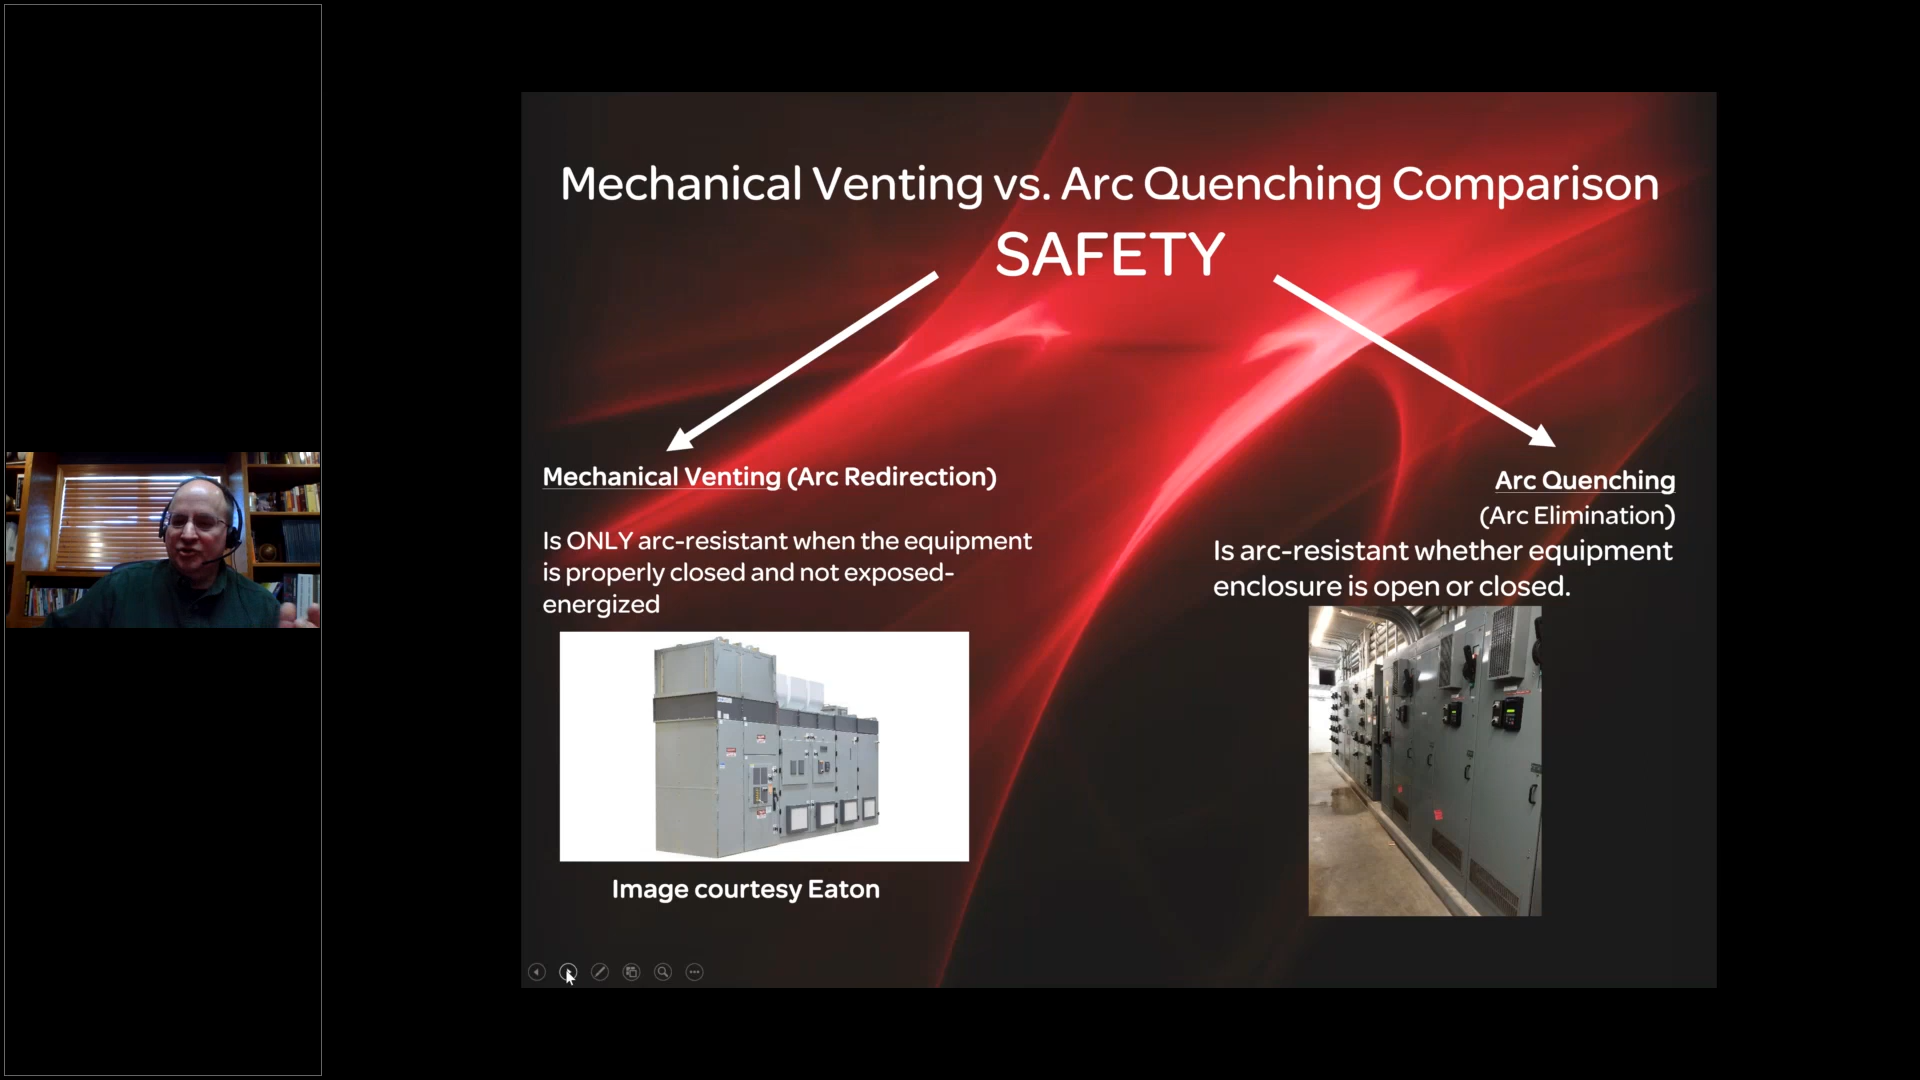 Mechanical Venting vs. Arc Quenching Comparison
SAFETY
Mechanical Venting (Arc Redirection)
Is ONLY arc-resistant when the equipment
is properly closed and not exposed-
energized
Image courtesy Eaton
Arc Quenching
(Arc Elimination)
Is arc-resistant whether equipment
enclosure is open or closed.